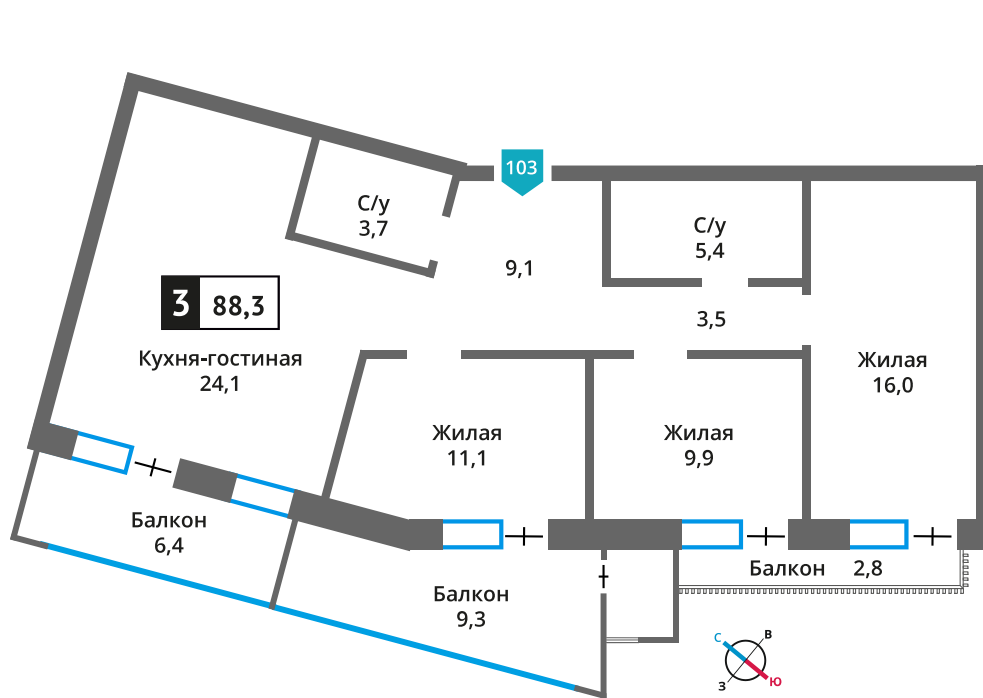 103
С/у
3,7
С/у
5,4
9,1
3 88,3
3,5
Кухня-гостиная
24,1
Жилая
16,0
Жилая
11,1
Жилая
9,9
Балкон
6,4
Балкон 2,8
Балкон
9,3
С В
З Ю